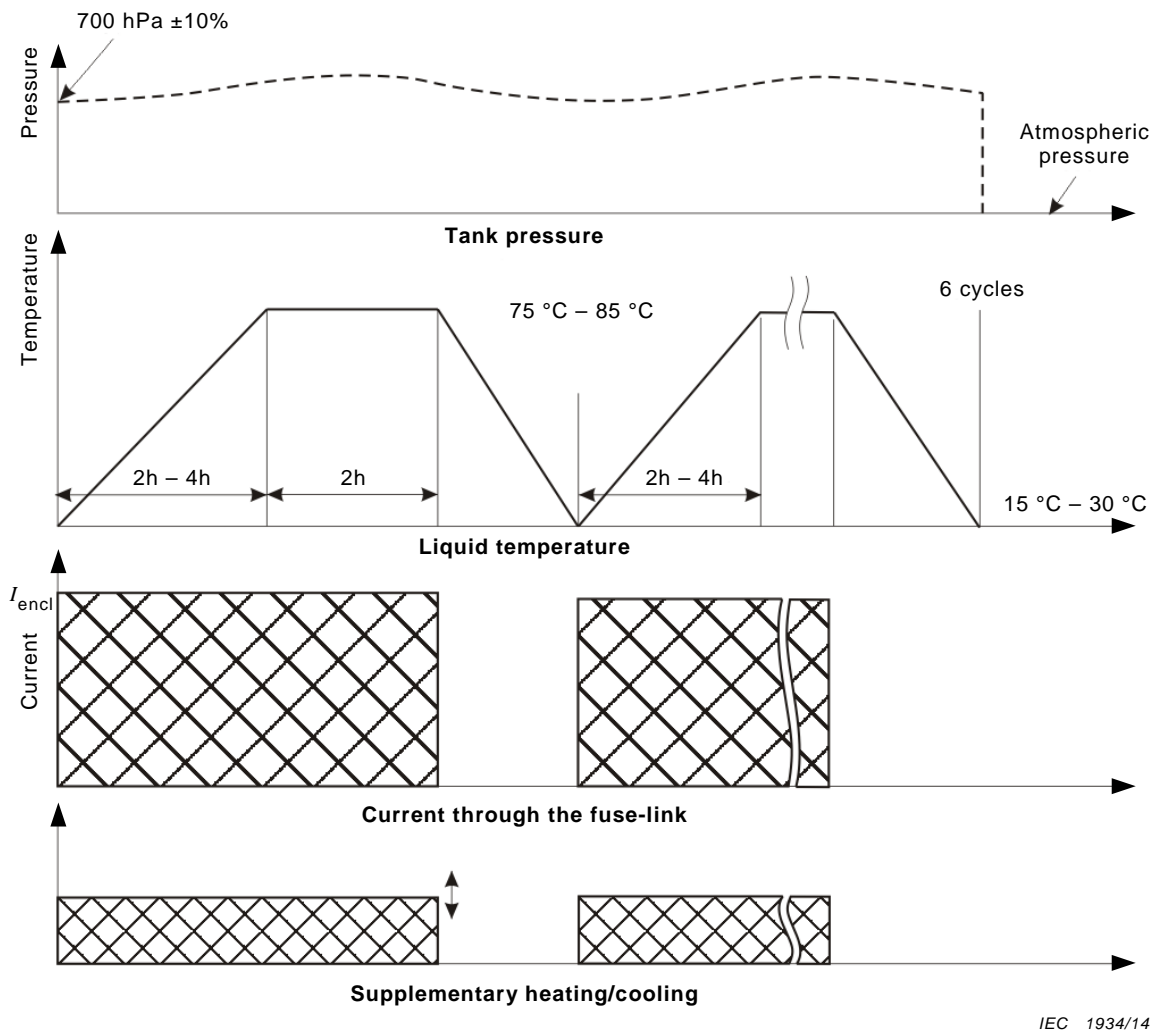 700 hPa ±10%
Pressure
Atmospheric
pressure
Tank pressure
Temperature
6 cycles
75 °C – 85 °C
2h – 4h
2h
2h – 4h
15 °C – 30 °C
Liquid temperature
Iencl
Current
Current through the fuse-link
Supplementary heating/cooling
IEC 1934/14